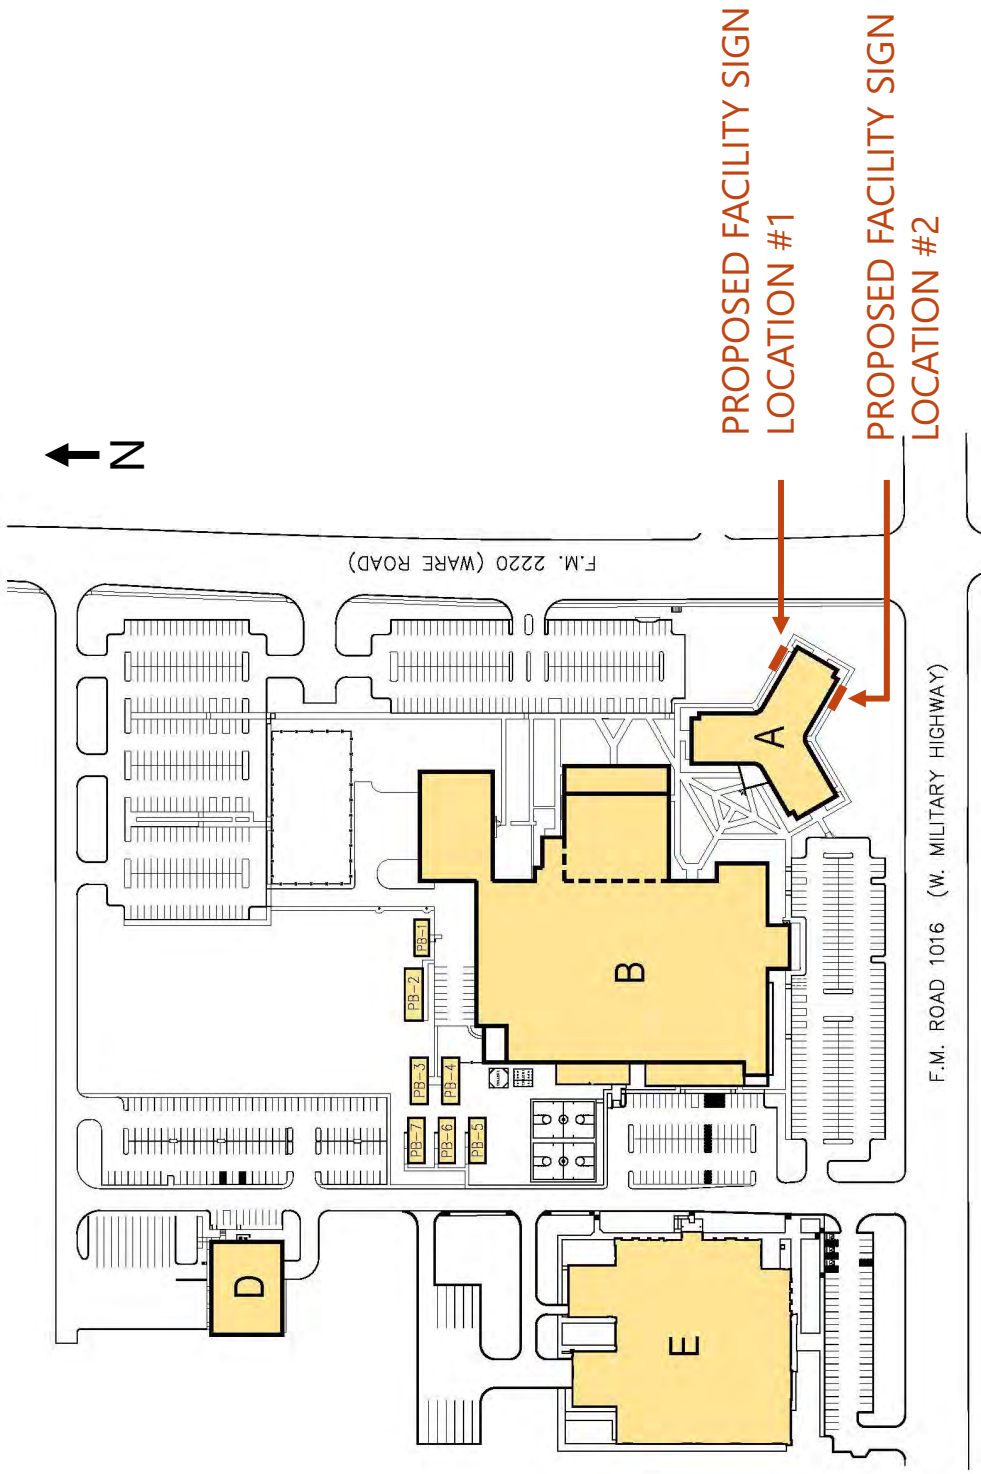 PROPOSED FACILITY SIGN
LOCATION #1
PROPOSED FACILITY SIGN
LOCATION #2
N
F.M. 2220 (WARE ROAD)
A
B
PB-1
PB-2
PB-3
PB-4
PB-7
PB-6
PB-5
D
E
F.M. ROAD 1016 (W. MILITARY HIGHWAY)